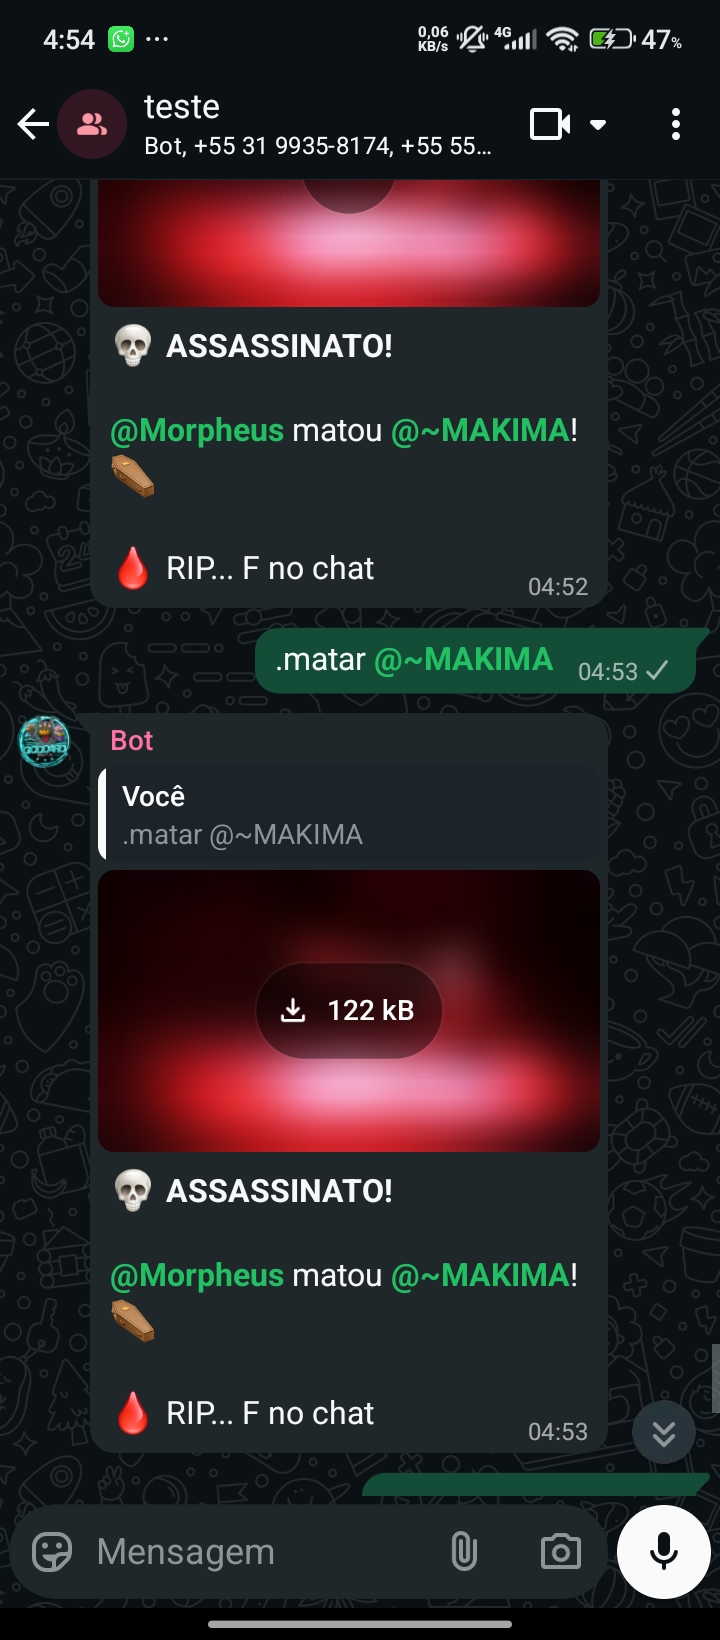 4:54
0,06
KB/s
4G
47%
teste
Bot, +55 31 9935-8174, +55 55...
ASSASSINATO!
@Morpheus matou @~MAKIMA!
RIP... F no chat
04:52
.matar @~MAKIMA
04:53
Bot
Você
.matar @~MAKIMA
122 kB
ASSASSINATO!
@Morpheus matou @~MAKIMA!
RIP... F no chat
04:53
Mensagem